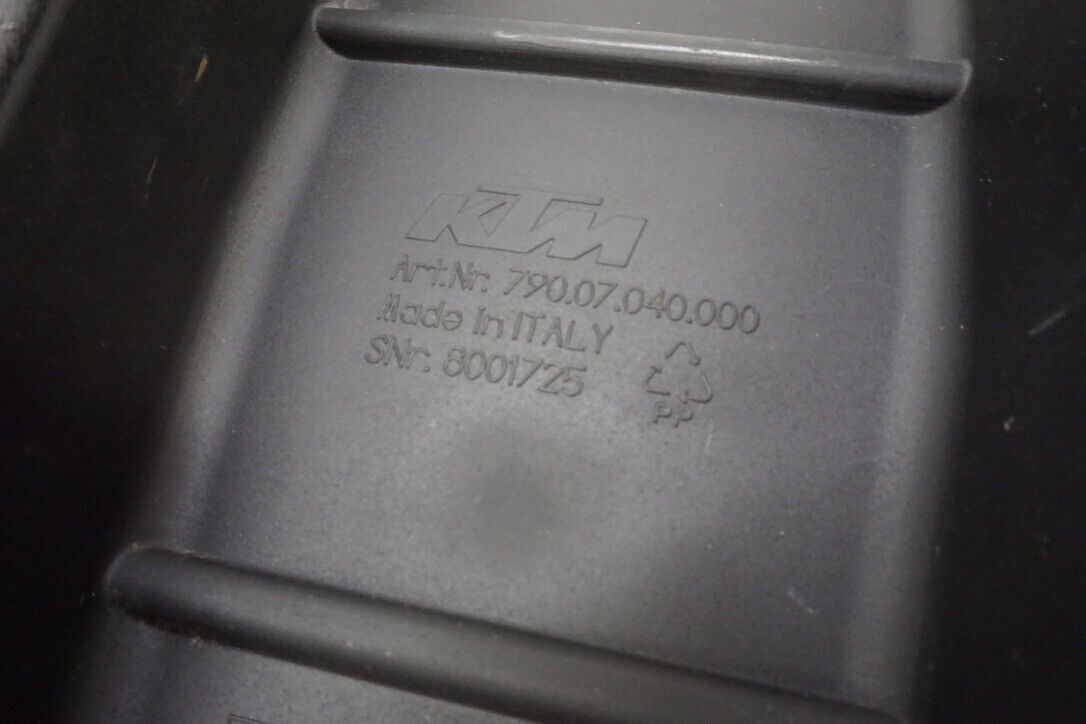 KTM
Art.Nr. 790.07.040.000
Made in ITALY
SNr. 8001725
PP